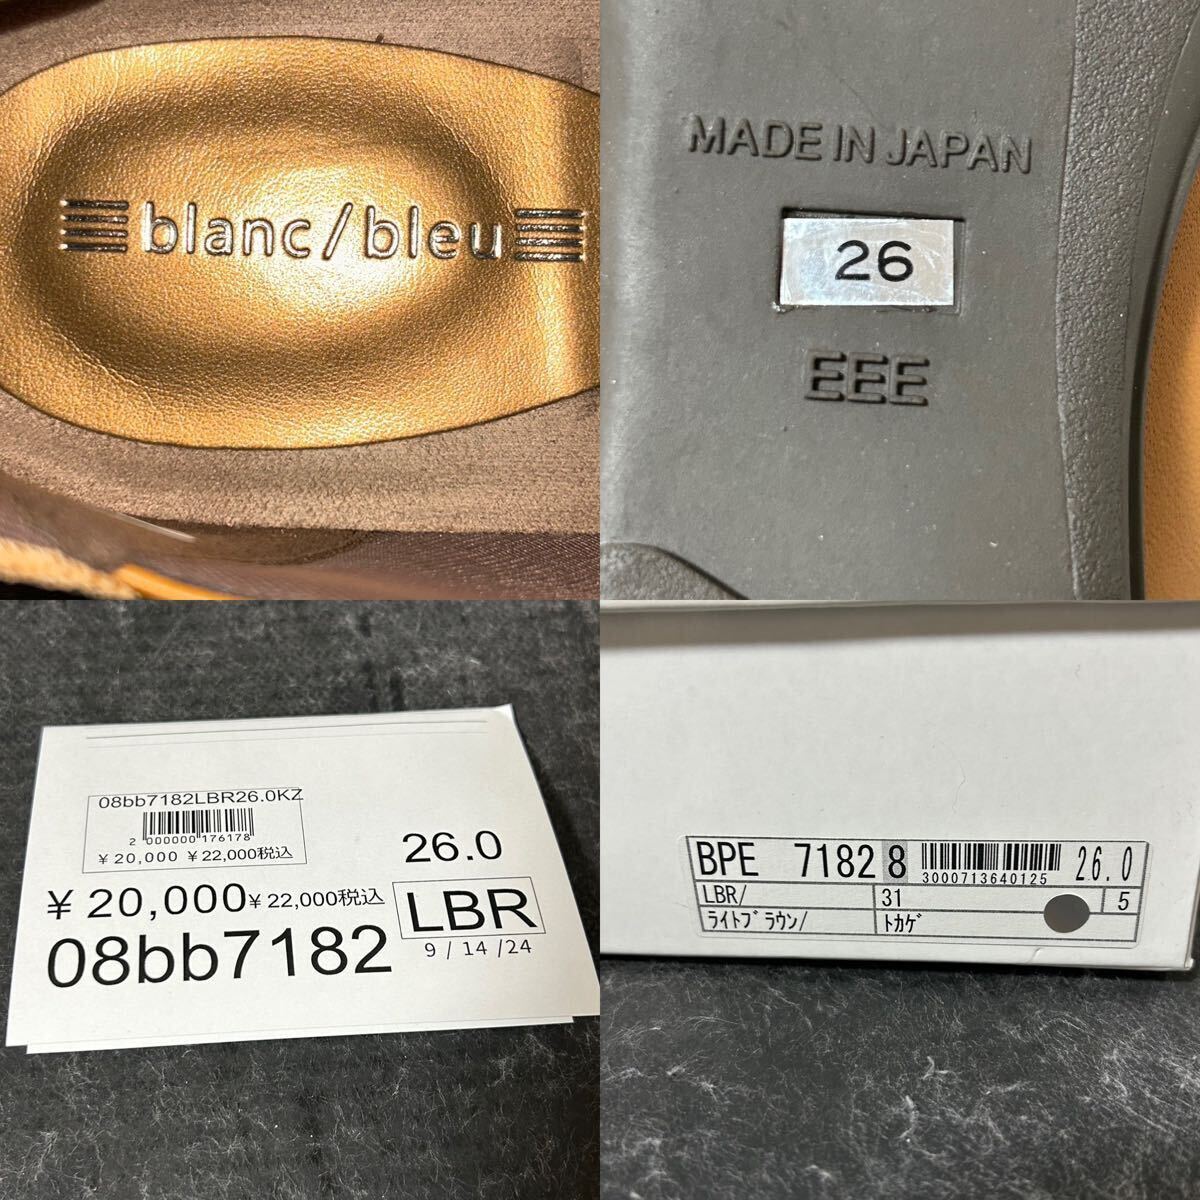 blanc/bleu
MADE IN JAPAN
26
EEE
08bb7182LBR26.0KZ
2 000000 176178
¥20,000 ¥22,000税込
26.0
¥20,000 ¥22,000税込
LBR
08bb7182
9 / 14 /24
BPE 7182 8 26.0
3000713640125
LBR/ 31 5
ﾗｲﾄﾌﾞﾗｳﾝ/ ﾄｶｹﾞ